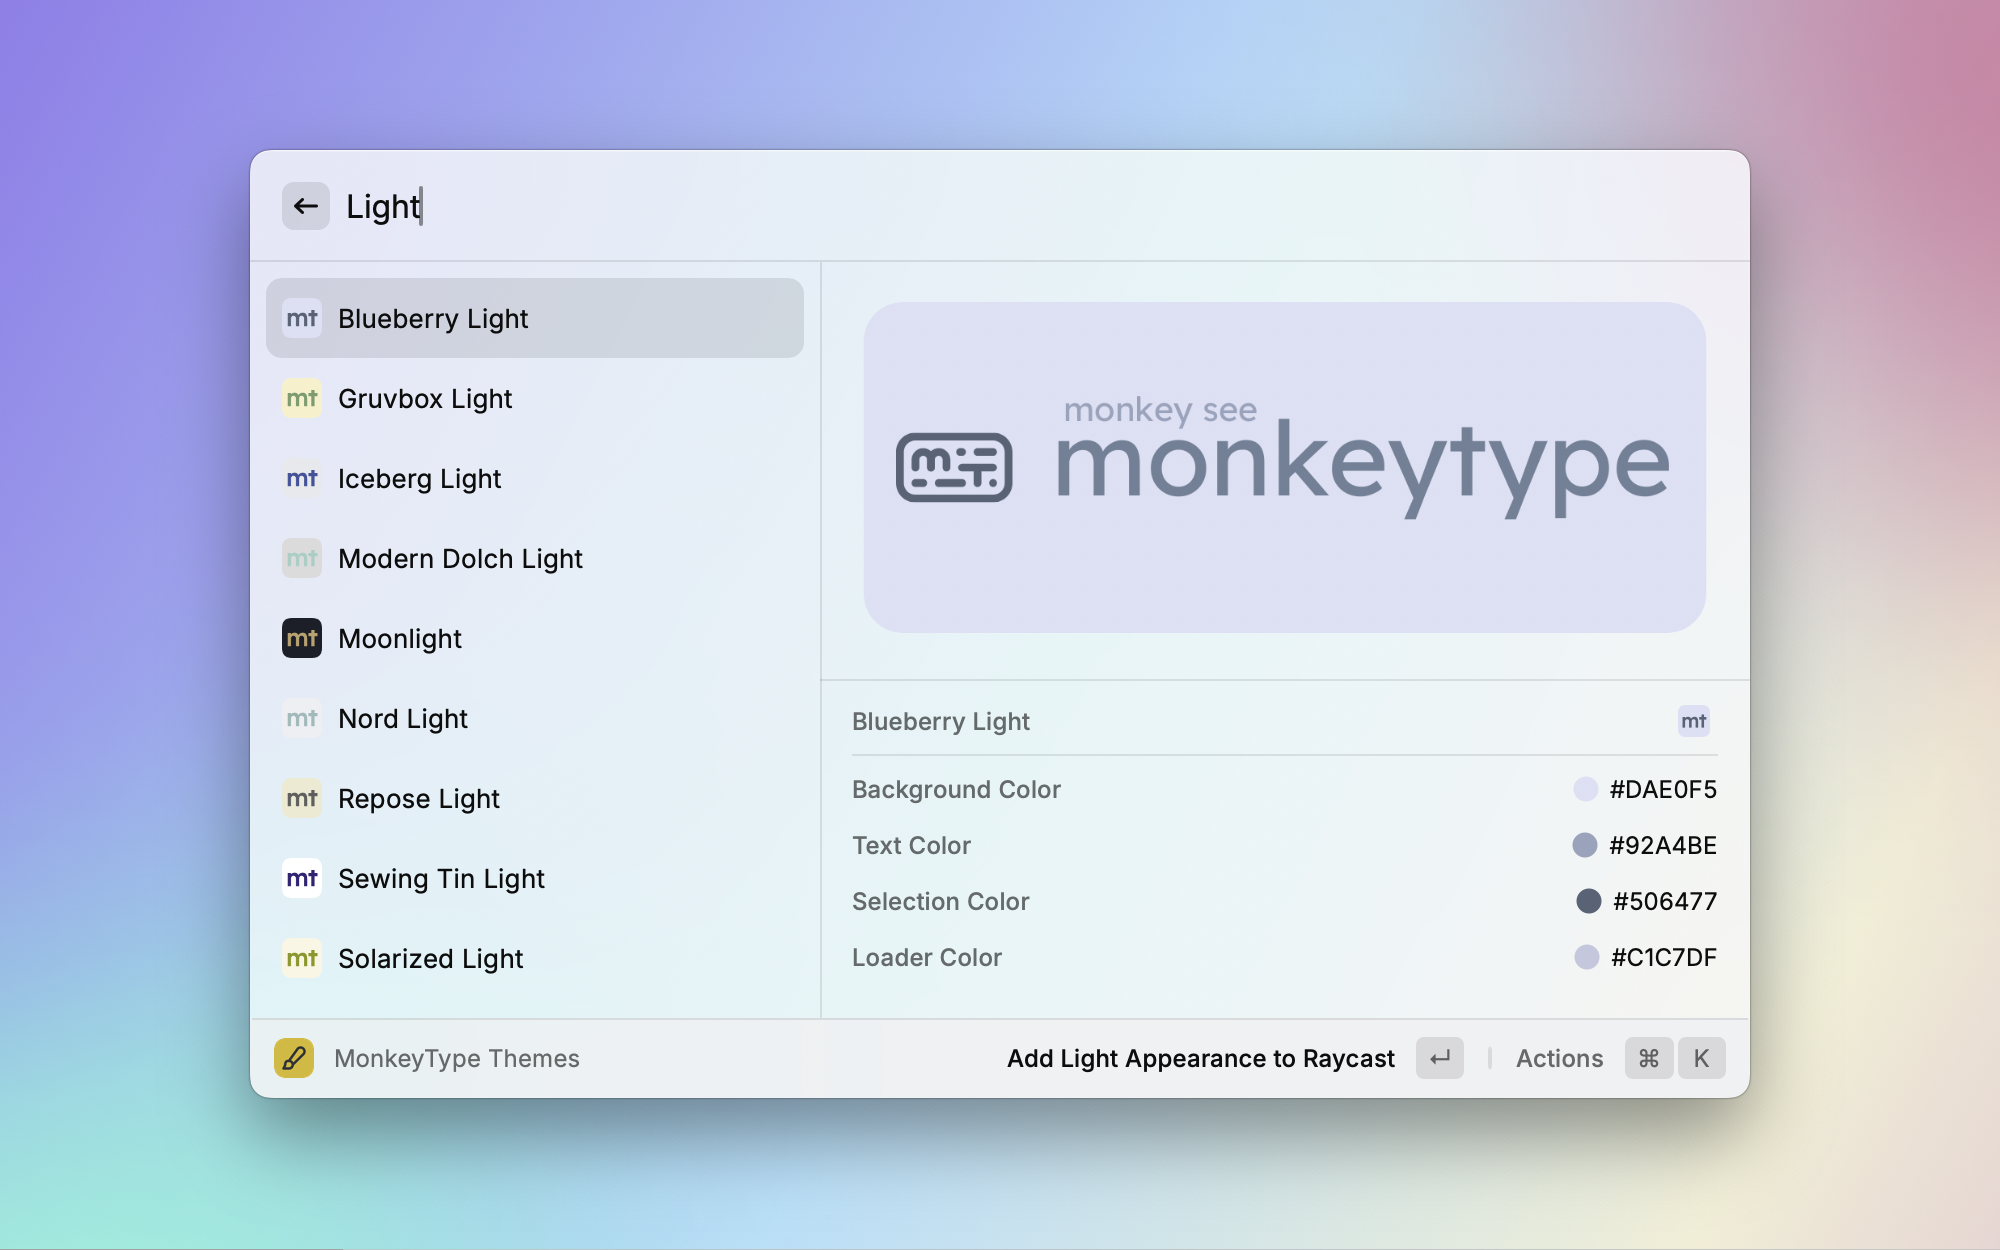 Light
mt Blueberry Light
mt Gruvbox Light
mt Iceberg Light
mt Modern Dolch Light
mt Moonlight
mt Nord Light
mt Repose Light
mt Sewing Tin Light
mt Solarized Light
monkey see
monkeytype
Blueberry Light mt
Background Color #DAE0F5
Text Color #92A4BE
Selection Color #506477
Loader Color #C1C7DF
MonkeyType Themes
Add Light Appearance to Raycast ↵ Actions ⌘ K